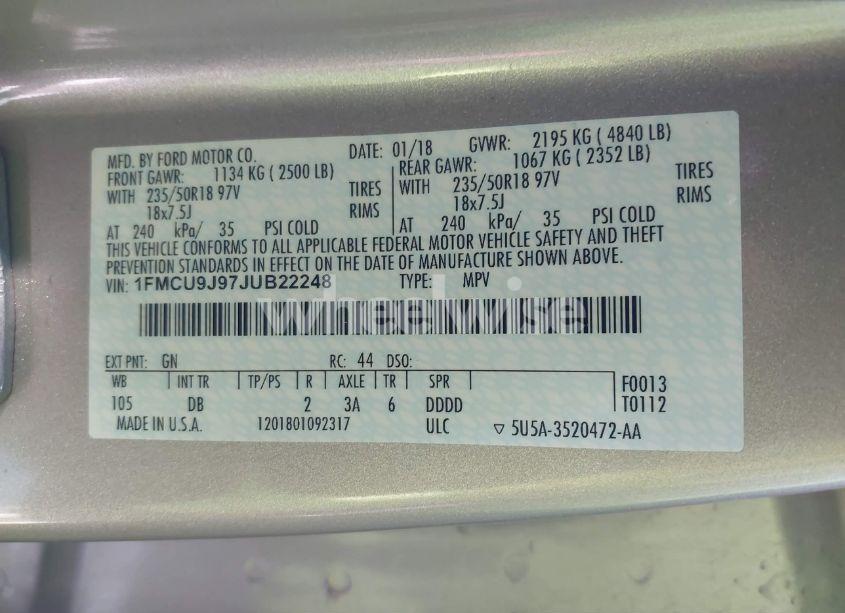 MFD. BY FORD MOTOR CO. DATE: 01/18 GVWR: 2195 KG ( 4840 LB)
FRONT GAWR: 1134 KG ( 2500 LB) REAR GAWR: 1067 KG ( 2352 LB)
WITH 235/50R18 97V TIRES WITH 235/50R18 97V TIRES
18x7.5J RIMS 18x7.5J RIMS
AT 240 kPa/ 35 PSI COLD AT 240 kPa/ 35 PSI COLD
THIS VEHICLE CONFORMS TO ALL APPLICABLE FEDERAL MOTOR VEHICLE SAFETY AND THEFT
PREVENTION STANDARDS IN EFFECT ON THE DATE OF MANUFACTURE SHOWN ABOVE.
VIN: 1FMCU9J97JUB22248 TYPE: MPV
wheelwise
EXT PNT: GN RC: 44 DSO:
WB INT TR TP/PS R AXLE TR SPR F0013
105 DB 2 3A 6 DDDD T0112
MADE IN U.S.A. 1201801092317 ULC ▽ 5U5A-3520472-AA